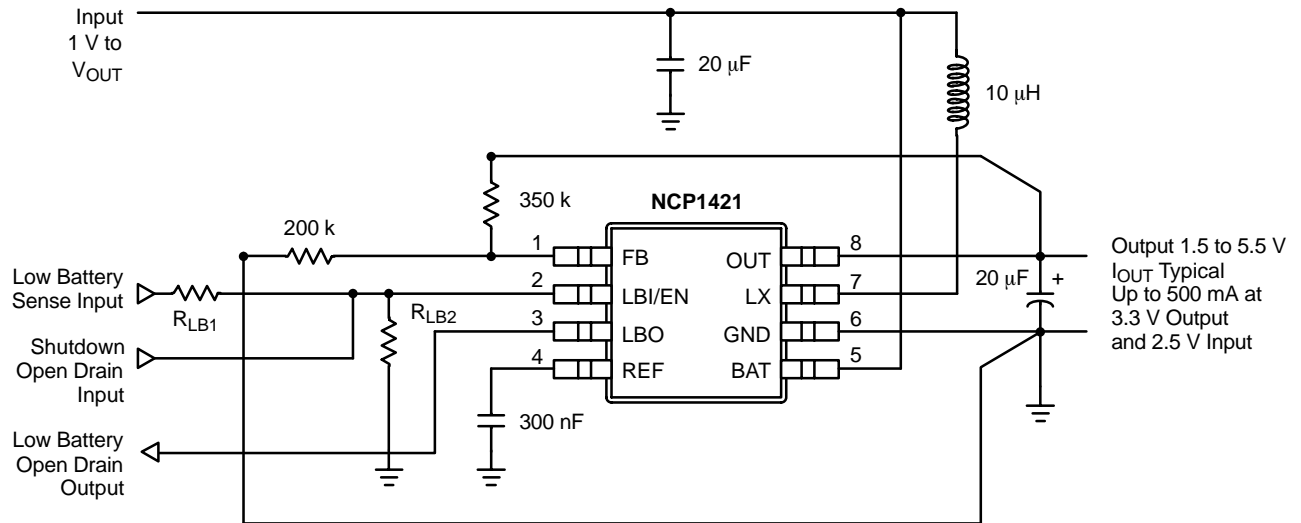 Input
1 V to
VOUT
20 μF
10 μH
350 k
NCP1421
200 k
1
FB
OUT
8
Low Battery
Sense Input
RLB1
2
LBI/EN
LX
7
RLB2
3
LBO
GND
6
4
REF
BAT
5
20 μF
+
Output 1.5 to 5.5 V
IOUT Typical
Up to 500 mA at
3.3 V Output
and 2.5 V Input
Shutdown
Open Drain
Input
300 nF
Low Battery
Open Drain
Output